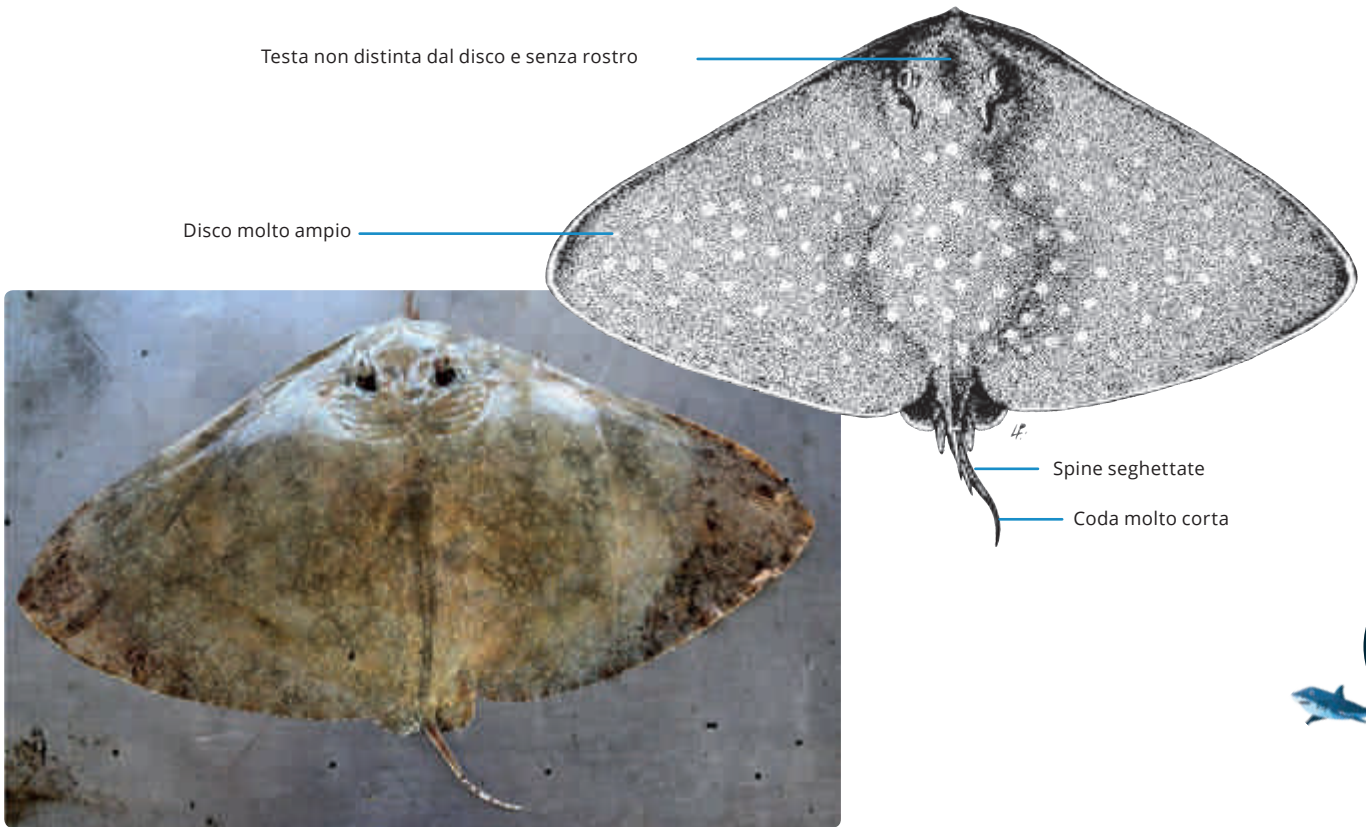 Testa non distinta dal disco e senza rostro
Disco molto ampio
Spine seghettate
Coda molto corta